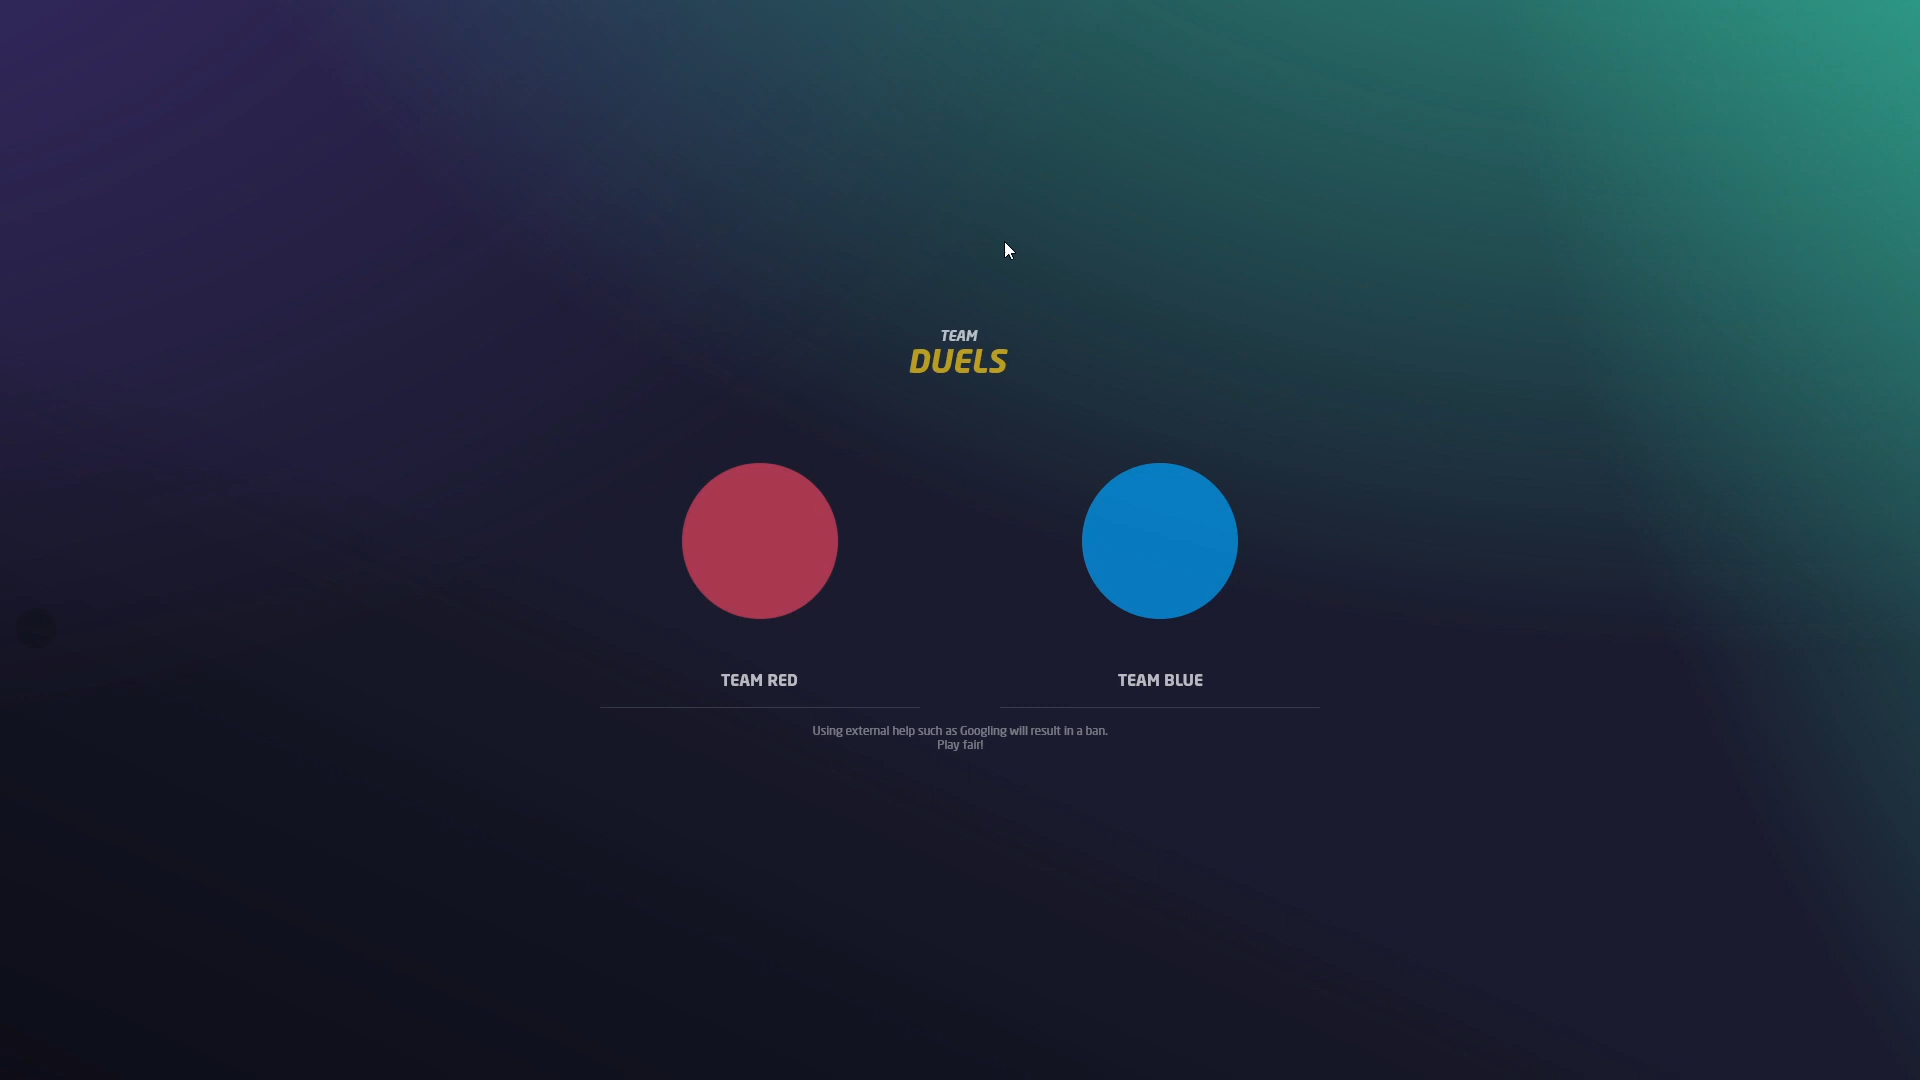 TEAM
DUELS
TEAM RED
TEAM BLUE
Using external help such as Googling will result in a ban.
Play fair!